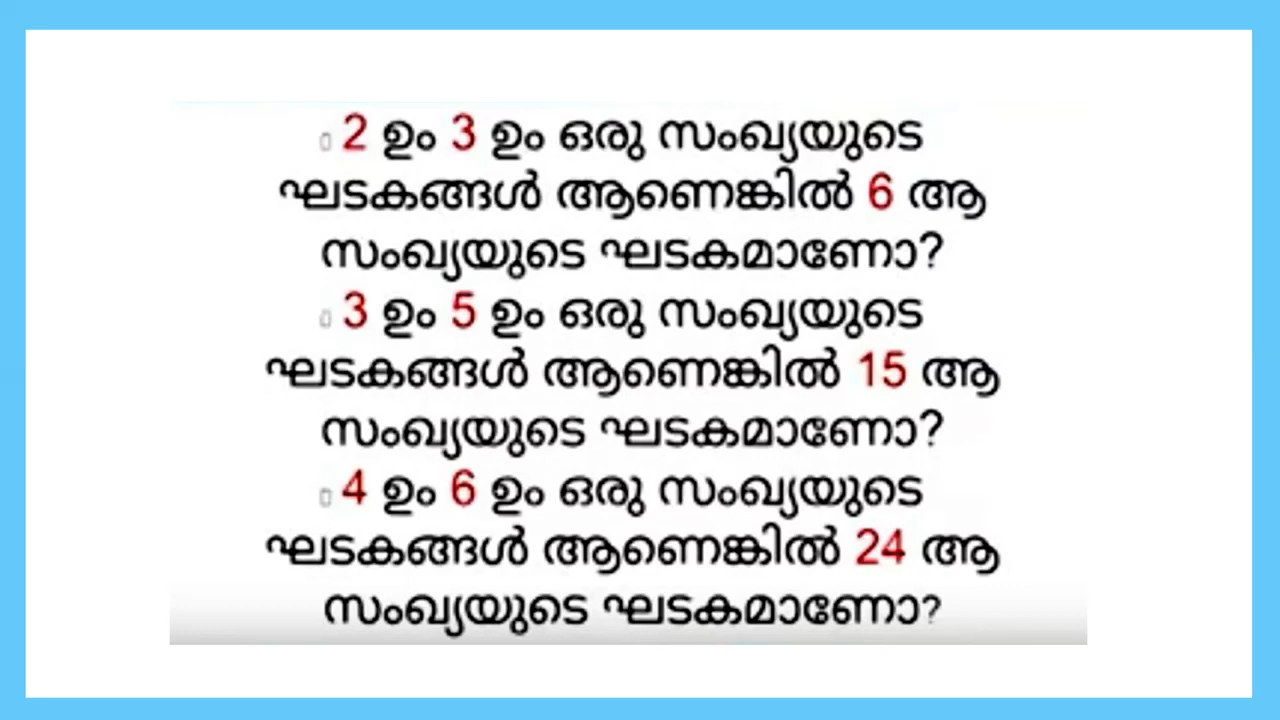 2 ഉം 3 ഉം ഒരു സംഖ്യയുടെ
ഘടകങ്ങൾ ആണെങ്കിൽ 6 ആ
സംഖ്യയുടെ ഘടകമാണോ?
3 ഉം 5 ഉം ഒരു സംഖ്യയുടെ
ഘടകങ്ങൾ ആണെങ്കിൽ 15 ആ
സംഖ്യയുടെ ഘടകമാണോ?
4 ഉം 6 ഉം ഒരു സംഖ്യയുടെ
ഘടകങ്ങൾ ആണെങ്കിൽ 24 ആ
സംഖ്യയുടെ ഘടകമാണോ?